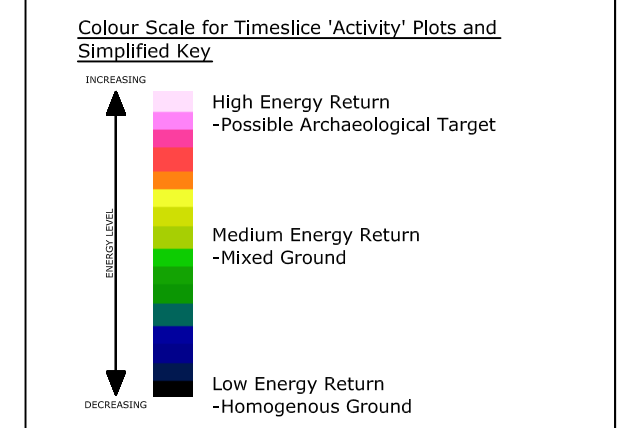 Colour Scale for Timeslice 'Activity' Plots and
Simplified Key
INCREASING
High Energy Return
-Possible Archaeological Target
ENERGY LEVEL
Medium Energy Return
-Mixed Ground
Low Energy Return
-Homogenous Ground
DECREASING